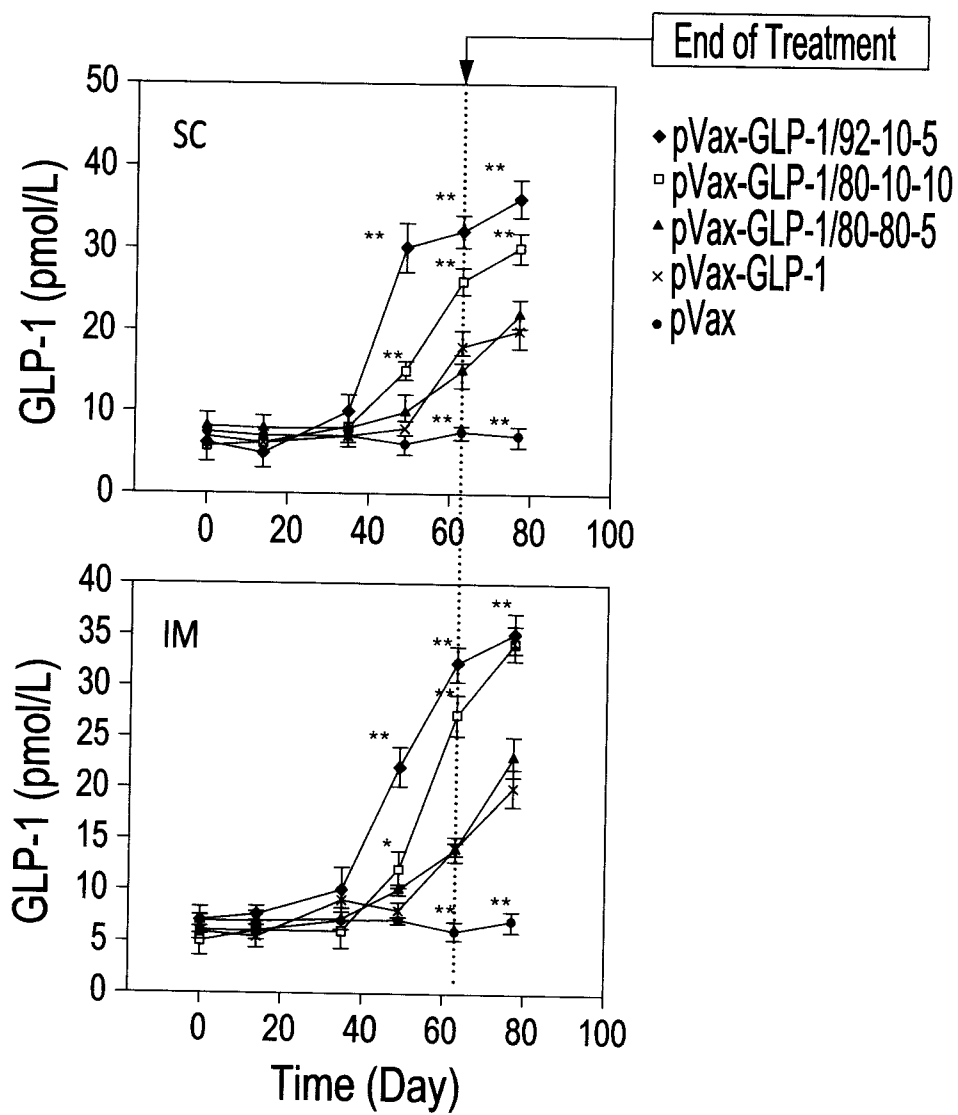 End of Treatment
50
40
30
20
10
0
GLP-1 (pmol/L)
SC
**
**
**
**
**
**
**
**
0 20 40 60 80 100
◆ pVax-GLP-1/92-10-5
□ pVax-GLP-1/80-10-10
▲ pVax-GLP-1/80-80-5
× pVax-GLP-1
● pVax
40
35
30
25
20
15
10
5
0
GLP-1 (pmol/L)
IM
**
**
**
**
*
**
**
0 20 40 60 80 100
Time (Day)